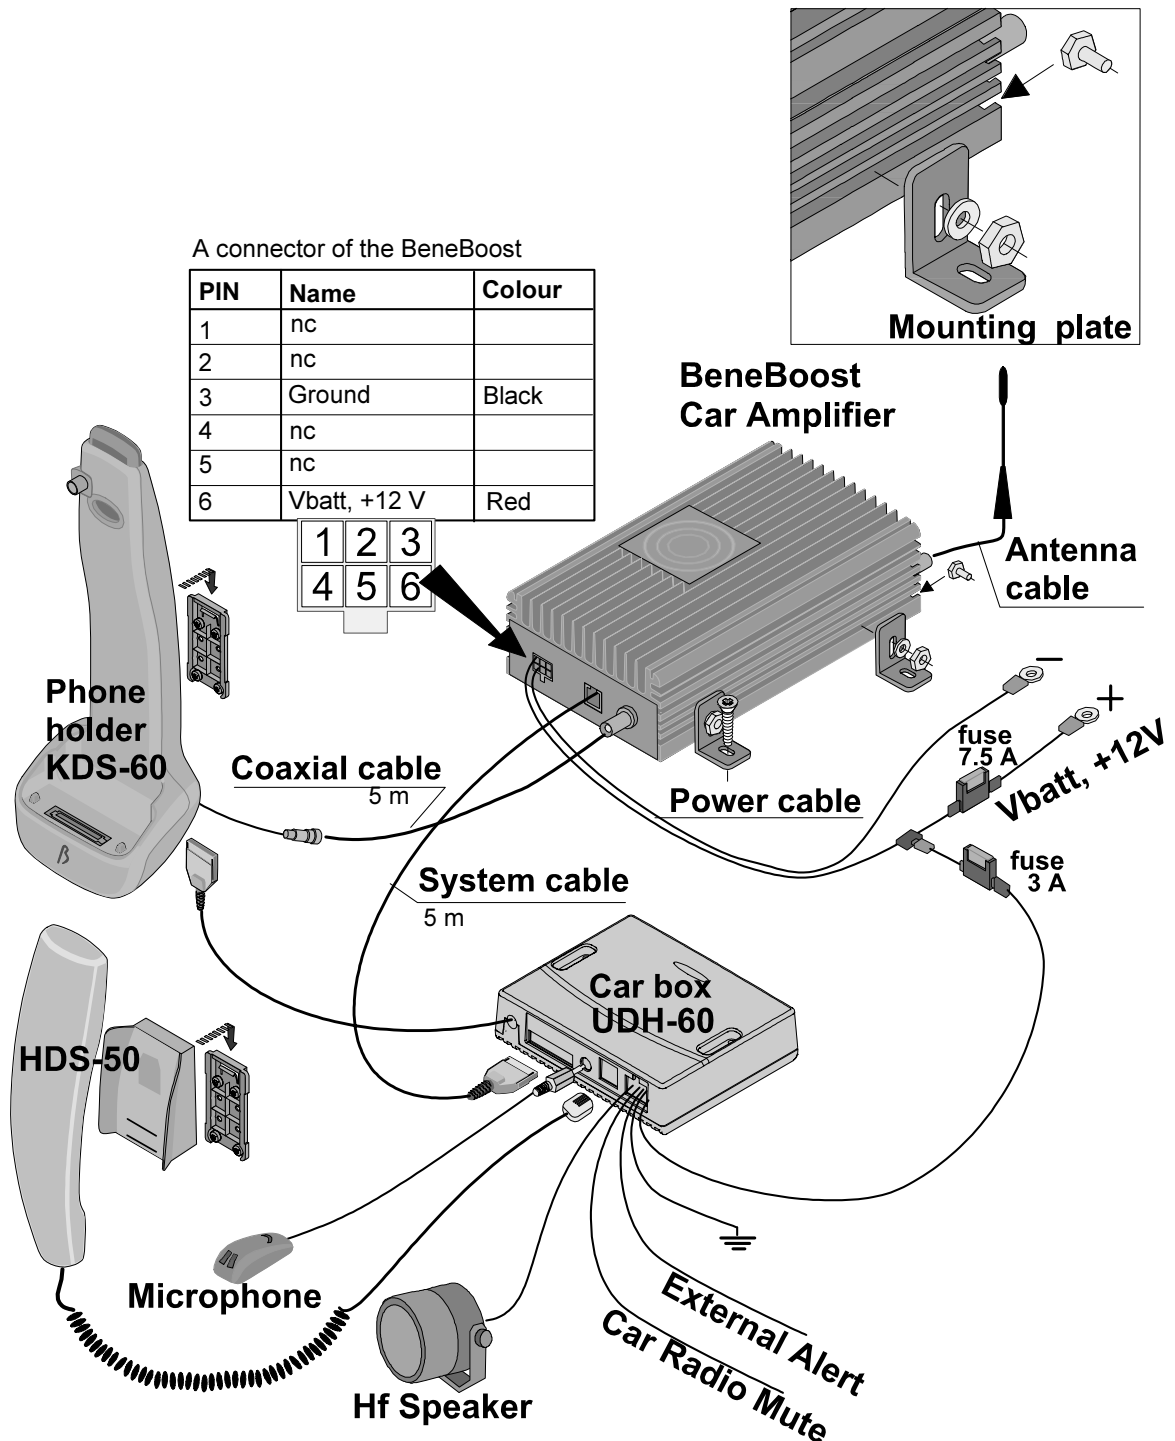 A connector of the BeneBoost
PIN Name Colour
1 nc
2 nc
3 Ground Black
4 nc
5 nc
6 Vbatt, +12 V Red
1 2 3
4 5 6
Mounting plate
BeneBoost
Car Amplifier
Antenna
cable
Phone
holder
KDS-60
β
Coaxial cable
5 m
Power cable
−
+
fuse
7.5 A
Vbatt, +12V
fuse
3 A
System cable
5 m
Car box
UDH-60
HDS-50
Microphone
Hf Speaker
External Alert
Car Radio Mute